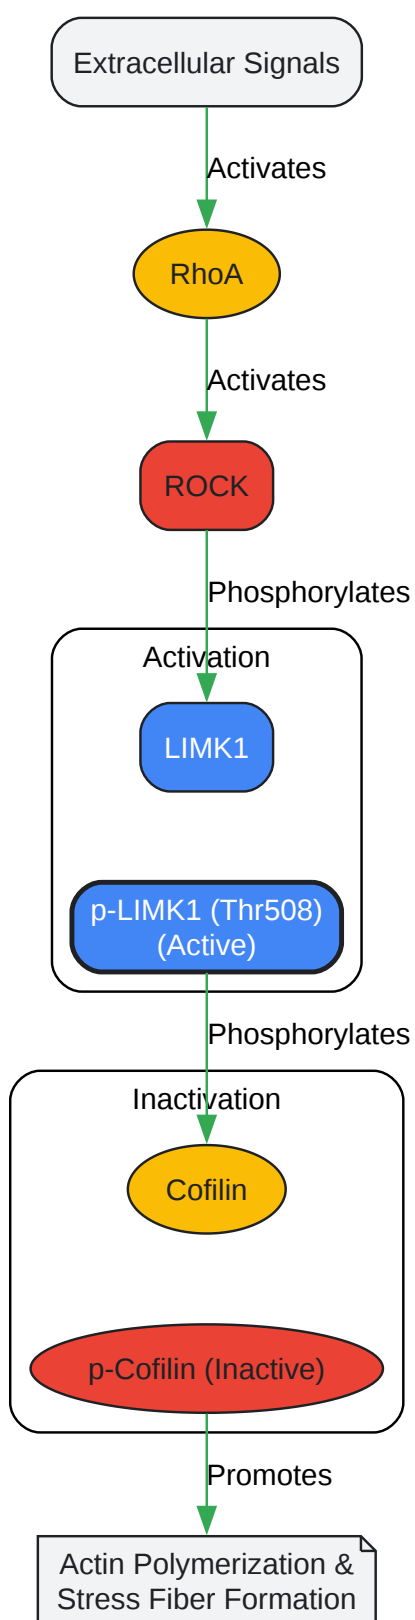 Extracellular Signals
Activates
RhoA
Activates
ROCK
Phosphorylates
Activation
LIMK1
p-LIMK1 (Thr508)
(Active)
Phosphorylates
Inactivation
Cofilin
p-Cofilin (Inactive)
Promotes
Actin Polymerization &
Stress Fiber Formation